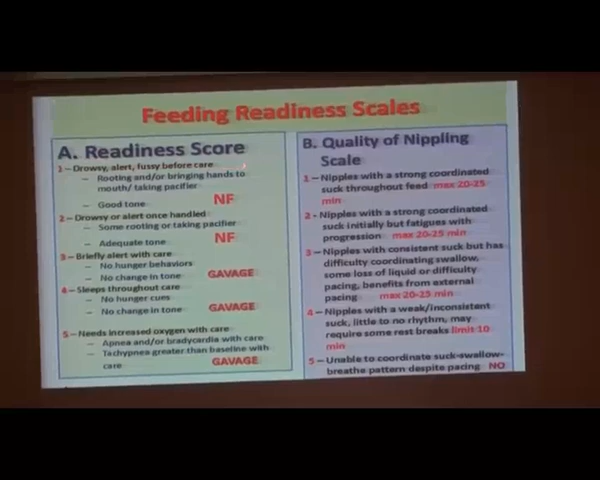 Feeding Readiness Scales
A. Readiness Score
1 – Drowsy, alert, fussy before care
– Rooting and/or bringing hands to
mouth/ taking pacifier
– Good tone NF
2 – Drowsy or alert once handled
– Some rooting or taking pacifier
– Adequate tone NF
3 – Briefly alert with care
– No hunger behaviors
– No change in tone GAVAGE
4 – Sleeps throughout care
– No hunger cues
– No change in tone GAVAGE
5 – Needs increased oxygen with care
– Apnea and/or bradycardia with care
– Tachypnea greater than baseline with
care GAVAGE
B. Quality of Nippling
Scale
1 – Nipples with a strong coordinated
suck throughout feed max 20-25
min
2 - Nipples with a strong coordinated
suck initially but fatigues with
progression max 20-25 min
3 – Nipples with consistent suck but has
difficulty coordinating swallow,
some loss of liquid or difficulty
pacing, benefits from external
pacing max 20-25 min
4 – Nipples with a weak/inconsistent
suck, little to no rhythm, may
require some rest breaks limit 10
min
5 – Unable to coordinate suck-swallow-
breathe pattern despite pacing NO